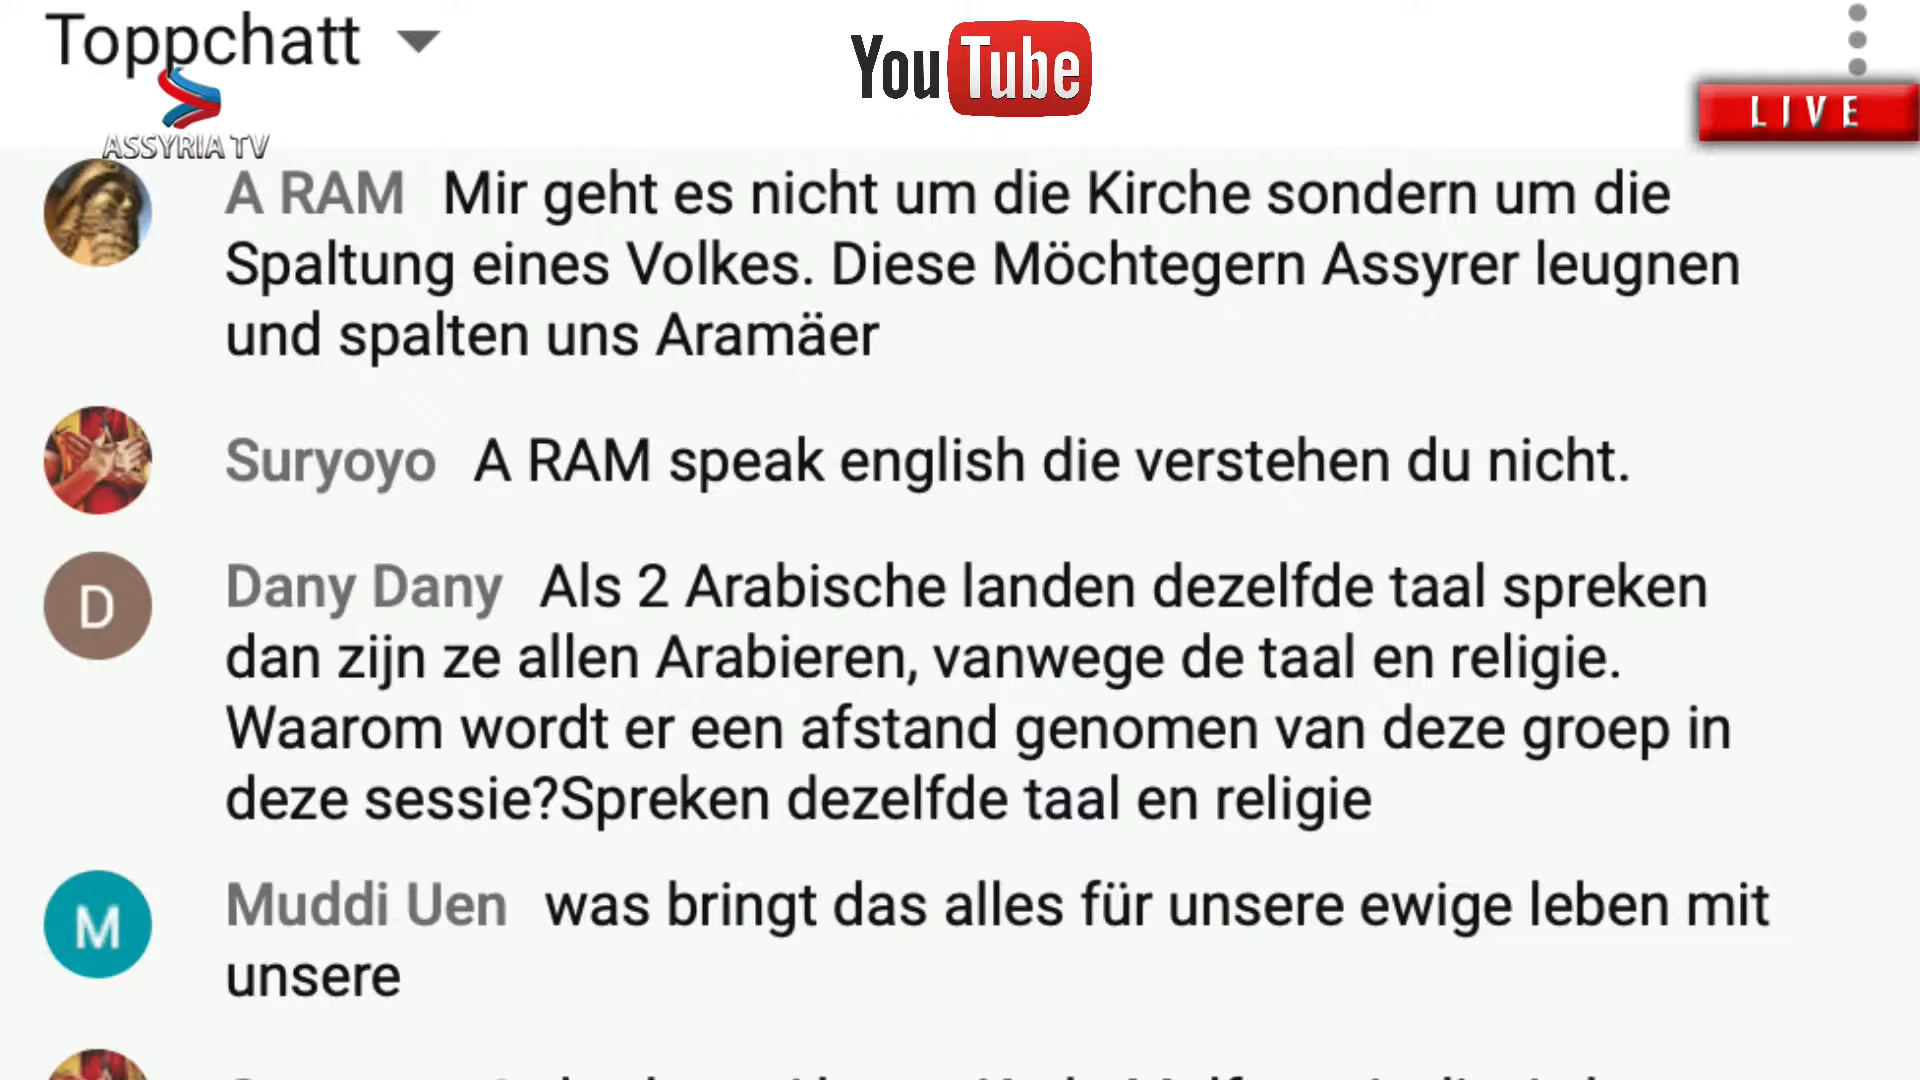 Toppchatt
YouTube
LIVE
ASSYRIA TV
A RAM Mir geht es nicht um die Kirche sondern um die
Spaltung eines Volkes. Diese Möchtegern Assyrer leugnen
und spalten uns Aramäer
Suryoyo A RAM speak english die verstehen du nicht.
D
Dany Dany Als 2 Arabische landen dezelfde taal spreken
dan zijn ze allen Arabieren, vanwege de taal en religie.
Waarom wordt er een afstand genomen van deze groep in
deze sessie?Spreken dezelfde taal en religie
M
Muddi Uen was bringt das alles für unsere ewige leben mit
unsere